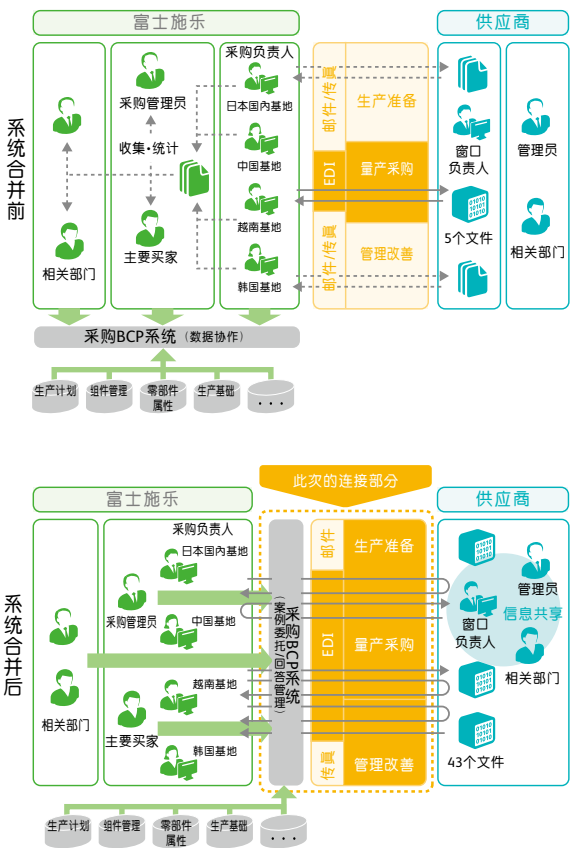 富士施乐
供应商
系统合并前
采购负责人
采购管理员
日本国内基地
收集·统计
中国基地
主要买家
越南基地
相关部门
韩国基地
邮件/传真
生产准备
EDI
量产采购
邮件/传真
管理改善
窗口
负责人
管理员
01010
10101
01010
5个文件
相关部门
采购BCP系统（数据协作）
生产计划
组件管理
零部件
属性
生产基础
···
此次的连接部分
富士施乐
供应商
系统合并后
采购负责人
日本国内基地
采购管理员
中国基地
越南基地
相关部门
主要买家
韩国基地
采购BCP系统
（案例委托/回答管理）
邮件
生产准备
EDI
量产采购
传真
管理改善
01010
10101
01010
管理员
窗口
负责人
信息共享
相关部门
01010
10101
01010
01010
10101
01010
43个文件
生产计划
组件管理
零部件
属性
生产基础
···